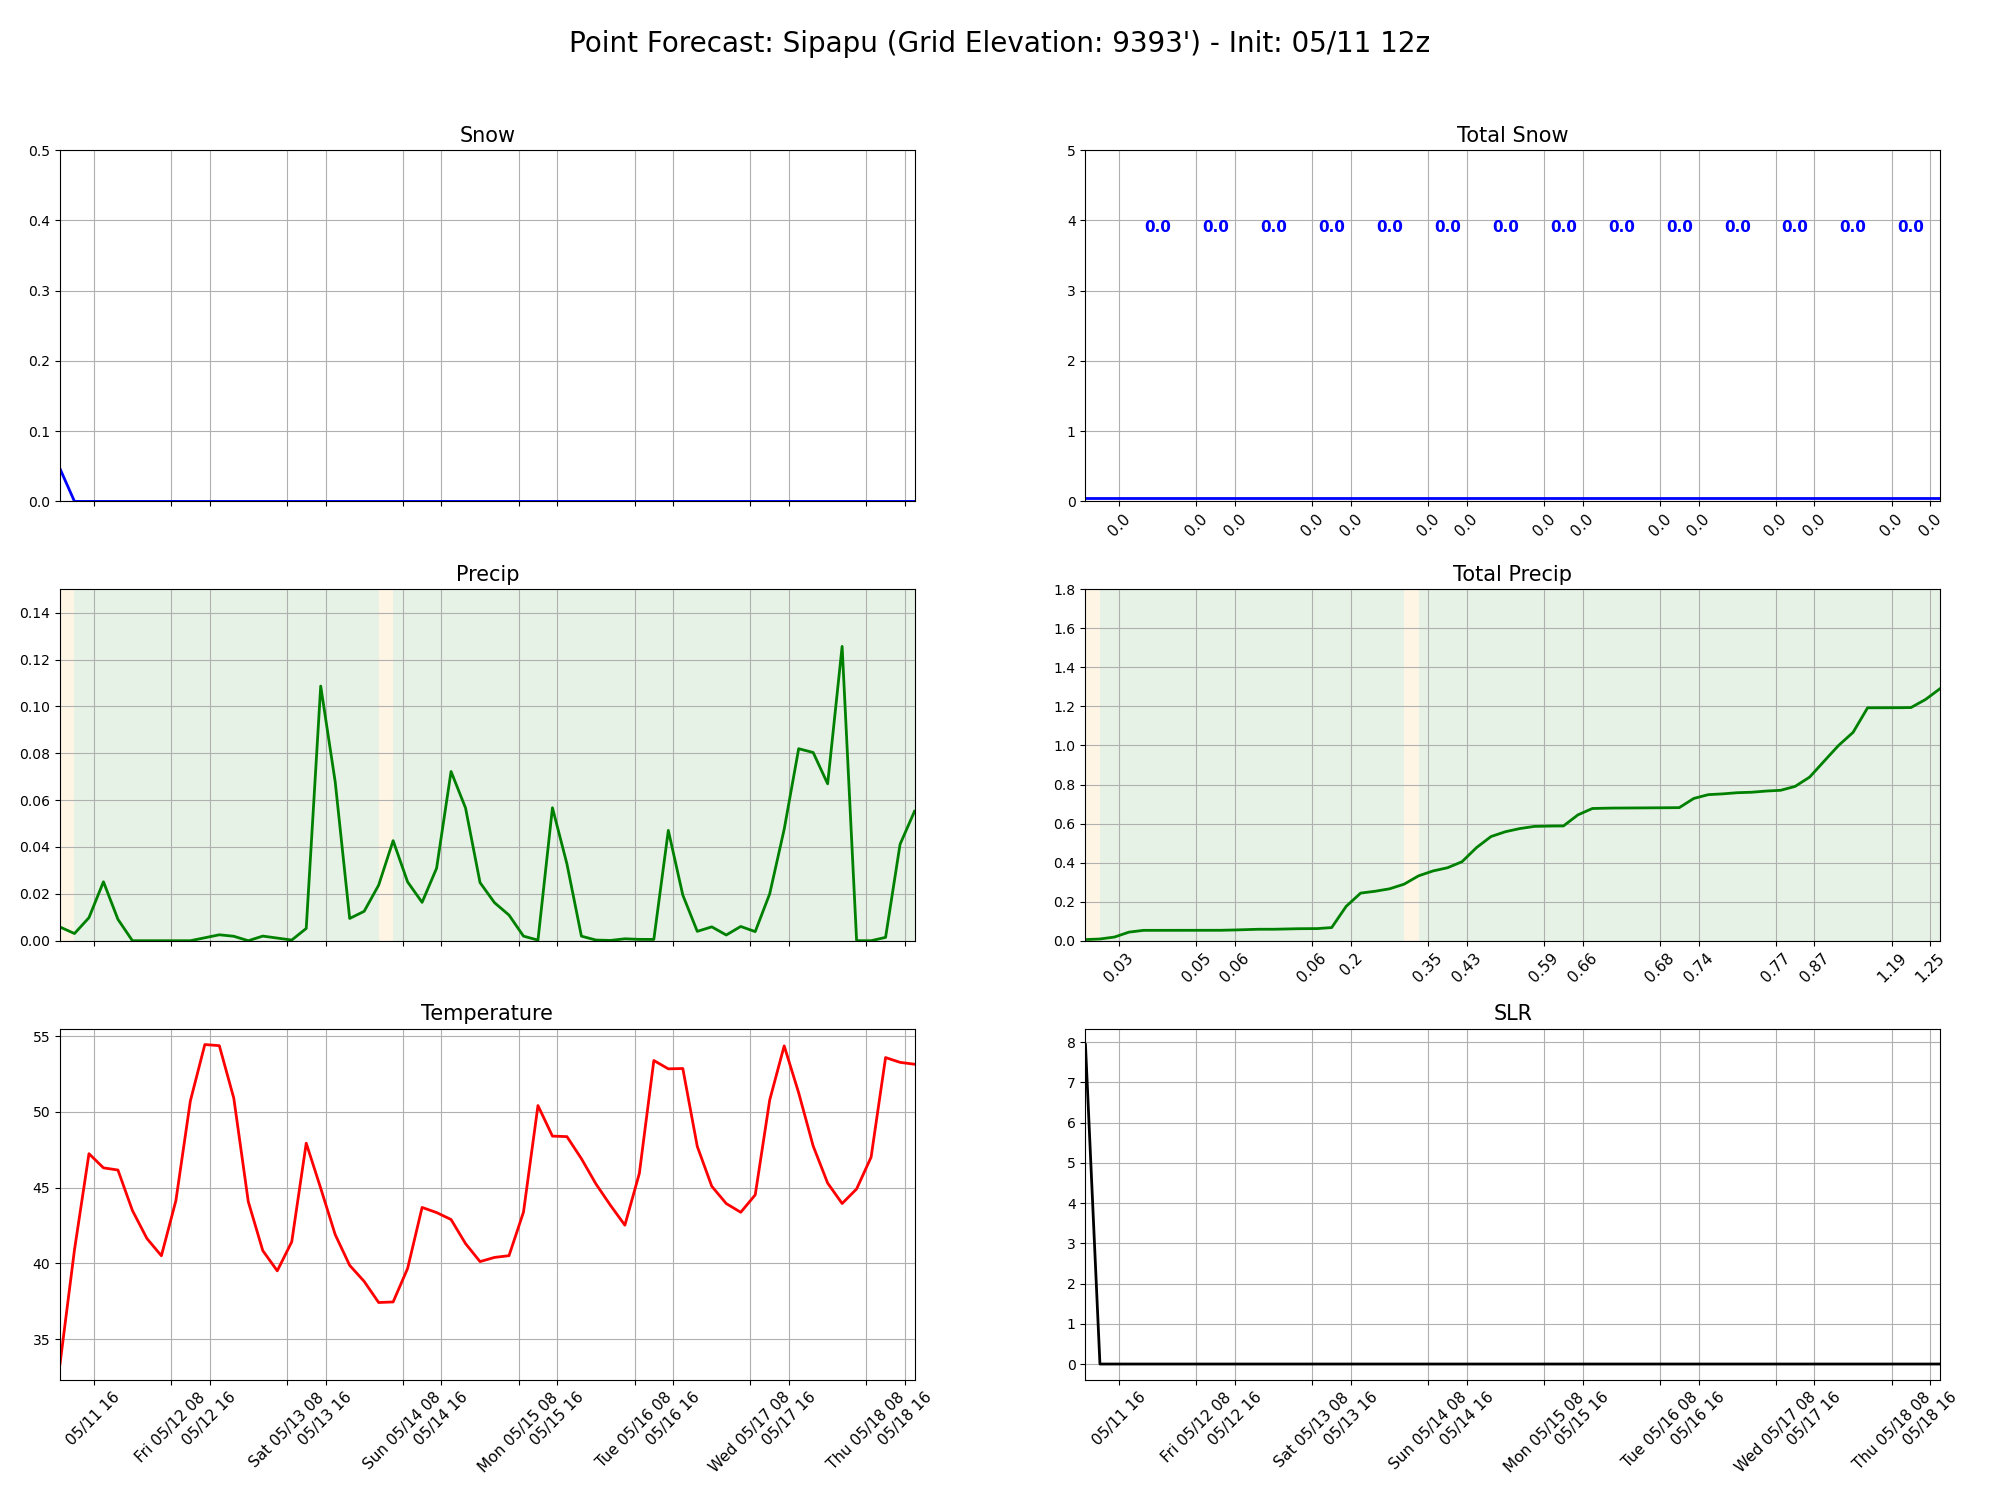 Point Forecast: Sipapu (Grid Elevation: 9393') - Init: 05/11 12z
Snow
0.5
0.4
0.3
0.2
0.1
0.0
Total Snow
5
4
3
2
1
0
0.0 0.0 0.0 0.0 0.0 0.0 0.0 0.0 0.0 0.0 0.0 0.0 0.0 0.0
0.0 0.0 0.0 0.0 0.0 0.0 0.0 0.0 0.0 0.0 0.0 0.0 0.0 0.0 0.0
Precip
0.14
0.12
0.10
0.08
0.06
0.04
0.02
0.00
Total Precip
1.8
1.6
1.4
1.2
1.0
0.8
0.6
0.4
0.2
0.0
0.03 0.05 0.06 0.06 0.2 0.35 0.43 0.59 0.66 0.68 0.74 0.77 0.87 1.19 1.25
Temperature
55
50
45
40
35
05/11 16
Fri 05/12 08
05/12 16
Sat 05/13 08
05/13 16
Sun 05/14 08
05/14 16
Mon 05/15 08
05/15 16
Tue 05/16 08
05/16 16
Wed 05/17 08
05/17 16
Thu 05/18 08
05/18 16
SLR
8
7
6
5
4
3
2
1
0
05/11 16
Fri 05/12 08
05/12 16
Sat 05/13 08
05/13 16
Sun 05/14 08
05/14 16
Mon 05/15 08
05/15 16
Tue 05/16 08
05/16 16
Wed 05/17 08
05/17 16
Thu 05/18 08
05/18 16